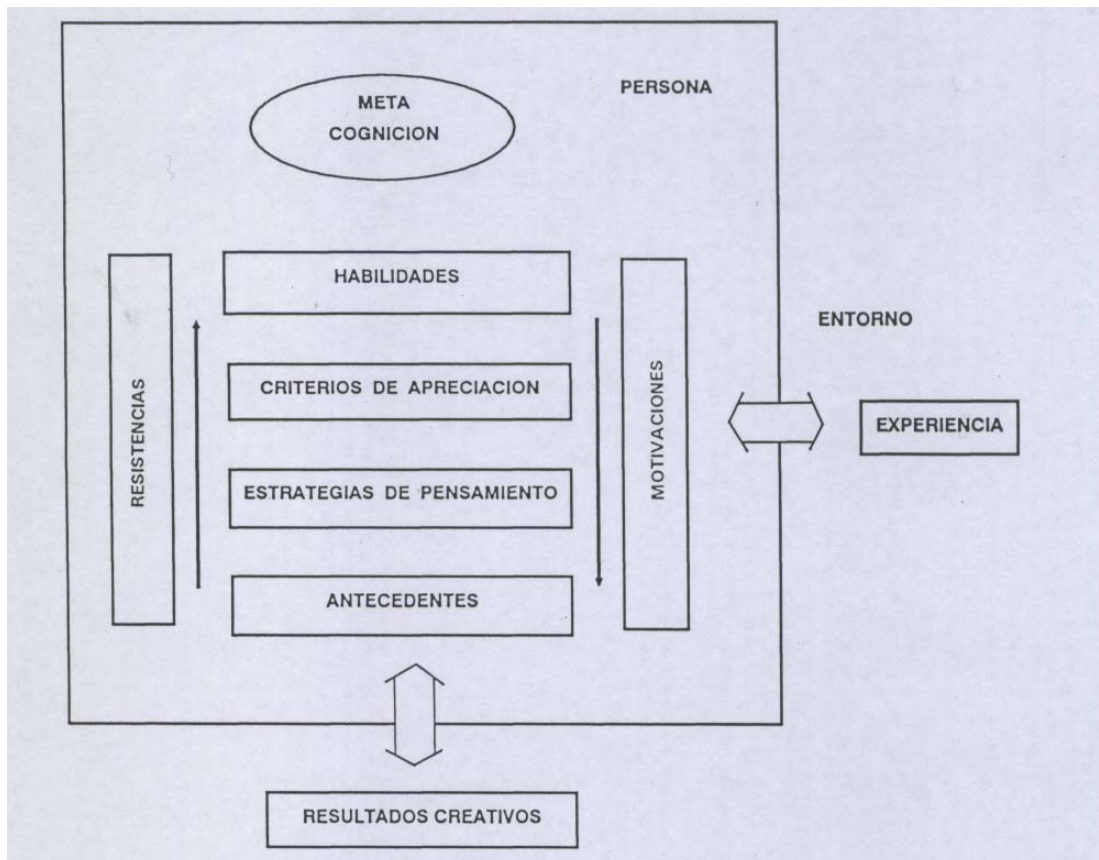 META
COGNICION
PERSONA
HABILIDADES
RESISTENCIAS
CRITERIOS DE APRECIACION
ESTRATEGIAS DE PENSAMIENTO
ANTECEDENTES
MOTIVACIONES
ENTORNO
EXPERIENCIA
RESULTADOS CREATIVOS